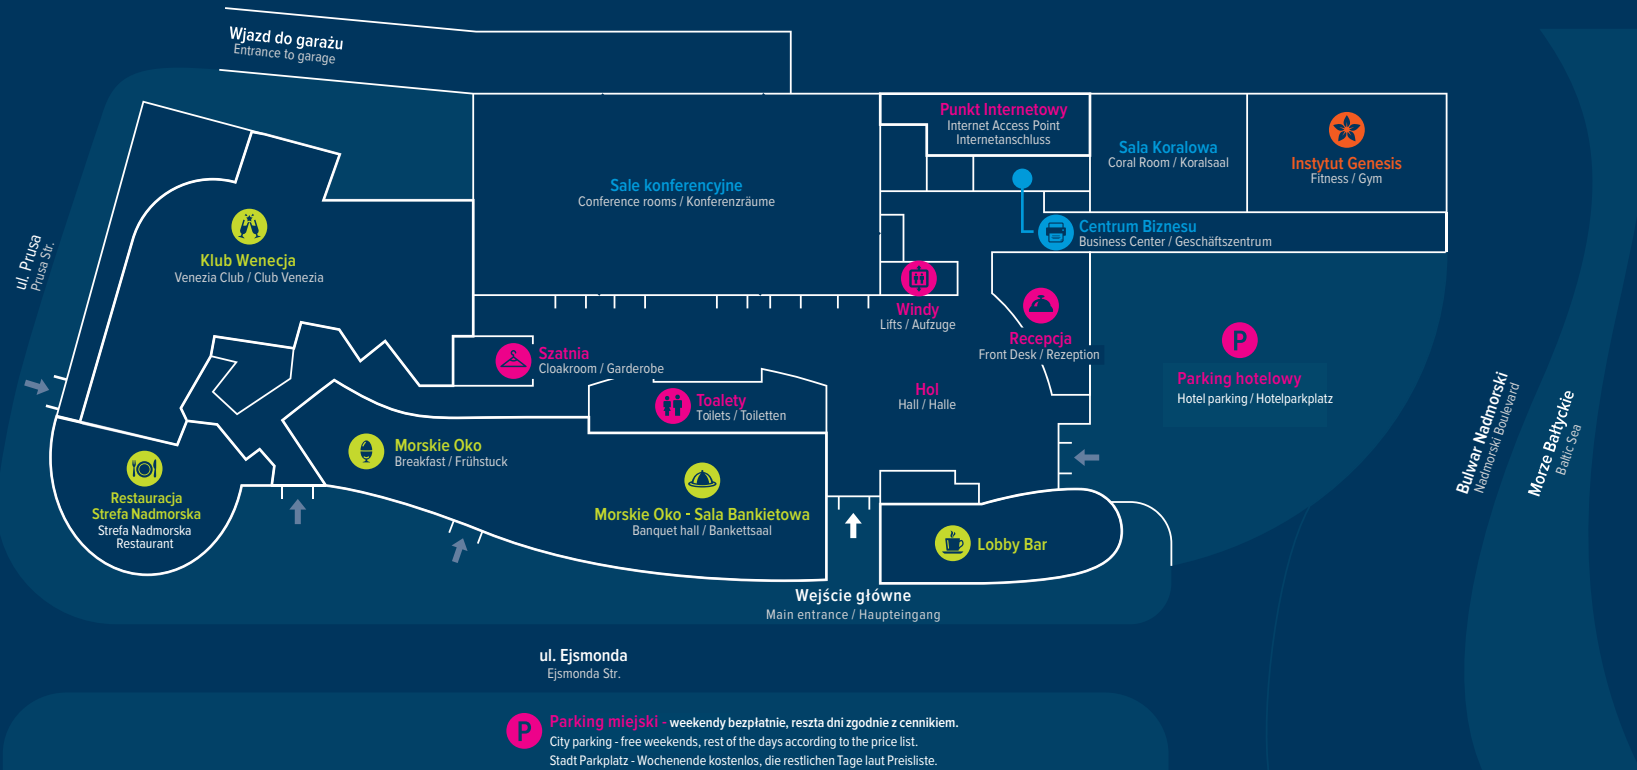 Wjazd do garażu
Entrance to garage
Punkt Internetowy
Internet Access Point
Internetanschluss
Sala Koralowa
Coral Room / Koralsaal
Instytut Genesis
Fitness / Gym
Sale konferencyjne
Conference rooms / Konferenzräume
Centrum Biznesu
Business Center / Geschäftszentrum
ul. Prusa
Prusa Str.
Klub Wenecja
Venezia Club / Club Venezia
Windy
Lifts / Aufzuge
Recepcja
Front Desk / Rezeption
Szatnia
Cloakroom / Garderobe
P
Parking hotelowy
Hotel parking / Hotelparkplatz
Hol
Hall / Halle
Toalety
Toilets / Toiletten
Bulwar Nadmorski
Nadmorski Boulevard
Morze Bałtyckie
Baltic Sea
Morskie Oko
Breakfast / Frühstuck
Restauracja
Strefa Nadmorska
Strefa Nadmorska
Restaurant
Morskie Oko - Sala Bankietowa
Banquet hall / Bankettsaal
Lobby Bar
Wejście główne
Main entrance / Haupteingang
ul. Ejsmonda
Ejsmonda Str.
P
Parking miejski - weekendy bezpłatnie, reszta dni zgodnie z cennikiem.
City parking - free weekends, rest of the days according to the price list.
Stadt Parkplatz - Wochenende kostenlos, die restlichen Tage laut Preisliste.